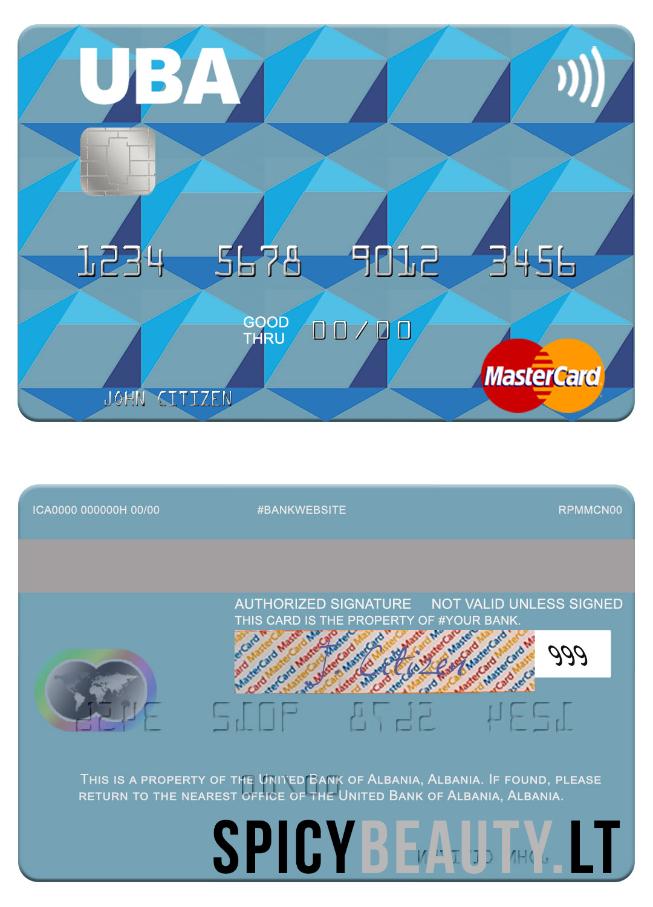 UBA
1234 5678 9012 3456
GOOD THRU 00/00
JOHN CITIZEN
MasterCard
ICA0000 000000H 00/00 #BANKWEBSITE RPMMCN00
AUTHORIZED SIGNATURE NOT VALID UNLESS SIGNED
THIS CARD IS THE PROPERTY OF #YOUR BANK.
999
THIS IS A PROPERTY OF THE UNITED BANK OF ALBANIA, ALBANIA. IF FOUND, PLEASE
RETURN TO THE NEAREST OFFICE OF THE UNITED BANK OF ALBANIA, ALBANIA.
SPICYBEAUTY.LT